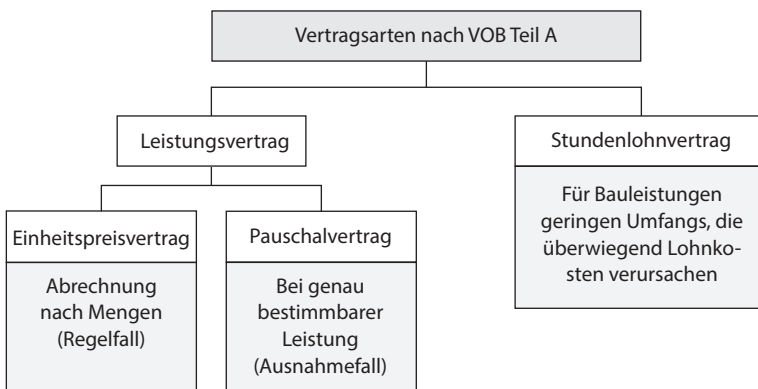 Vertragsarten nach VOB Teil A
Leistungsvertrag
Stundenlohnvertrag
Für Bauleistungen
geringen Umfangs, die
überwiegend Lohnko-
sten verursachen
Einheitspreisvertrag
Abrechnung
nach Mengen
(Regelfall)
Pauschalvertrag
Bei genau
bestimmbarer
Leistung
(Ausnahmefall)